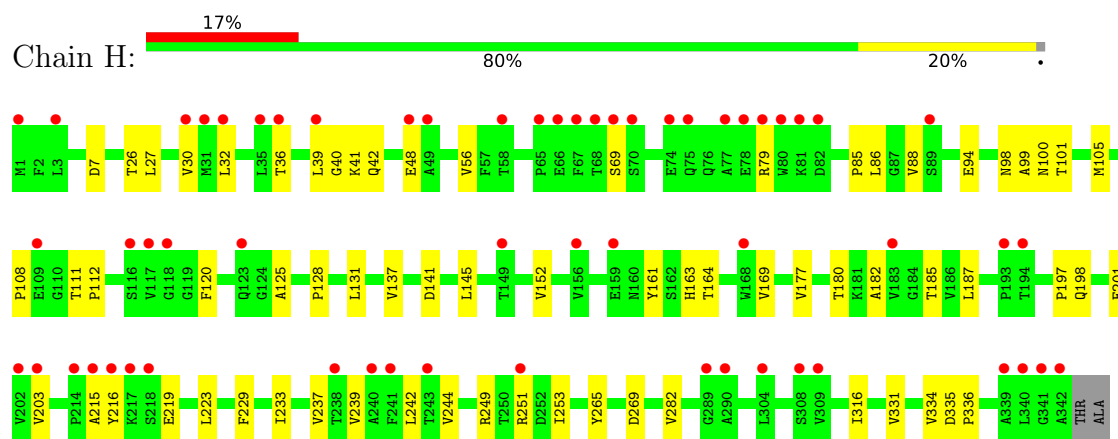 17%
Chain H:
80% 20% •
M1 F2 L3 D7 T26 L27 V30 M31 L32 L35 T36 L39 G40 K41 Q42 E48 A49 V56 F57 T58 P65 E66 F67 T68 S69 S70 E74 Q75 Q76 A77 E78 R79 W80 K81 D82 P85 L86 G87 V88 S89 E94 N98 A99 N100 T101 M105
P108 E109 G110 T111 P112 S116 V117 G118 G119 F120 Q123 G124 A125 P128 L131 V137 D141 L145 T149 V152 V156 E159 N160 Y161 S162 H163 T164 W168 V169 V177 T180 K181 A182 V183 G184 T185 V186 L187 P193 T194 P197 Q198
V202 V203 P214 A215 Y216 K217 S218 E219 L223 F229 I233 V237 T238 V239 A240 F241 L242 T243 V244 R249 T250 R251 D252 I253 Y265 D269 V282 G289 A290 L304 S308 V309 I316 V331 V334 D335 P336 A339 L340 G341 A342 THR ALA